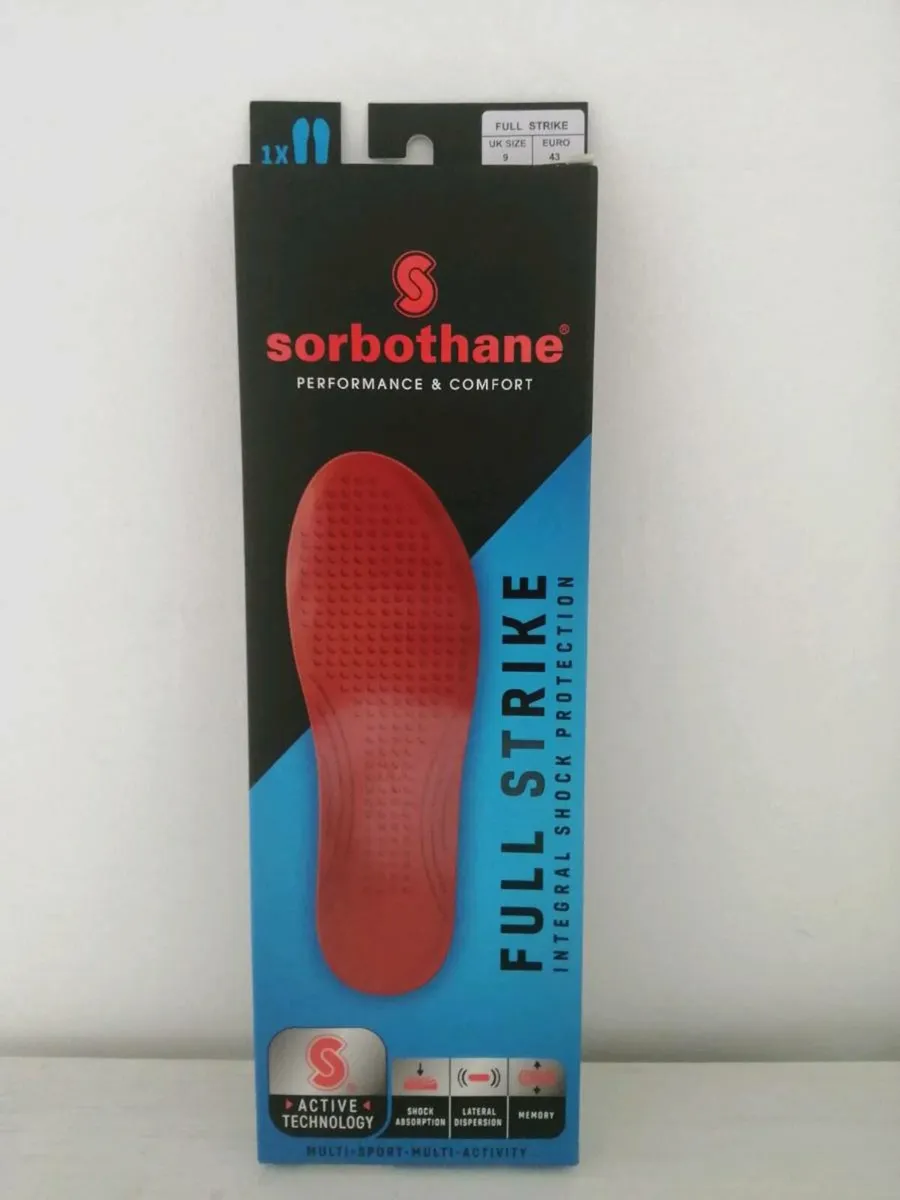 1X
FULL STRIKE
UK SIZE EURO
9 43
S
sorbothane®
PERFORMANCE & COMFORT
FULL STRIKE
INTEGRAL SHOCK PROTECTION
S
ACTIVE
TECHNOLOGY
SHOCK
ABSORPTION
LATERAL
DISPERSION
MEMORY
MULTI-SPORT-MULTI-ACTIVITY